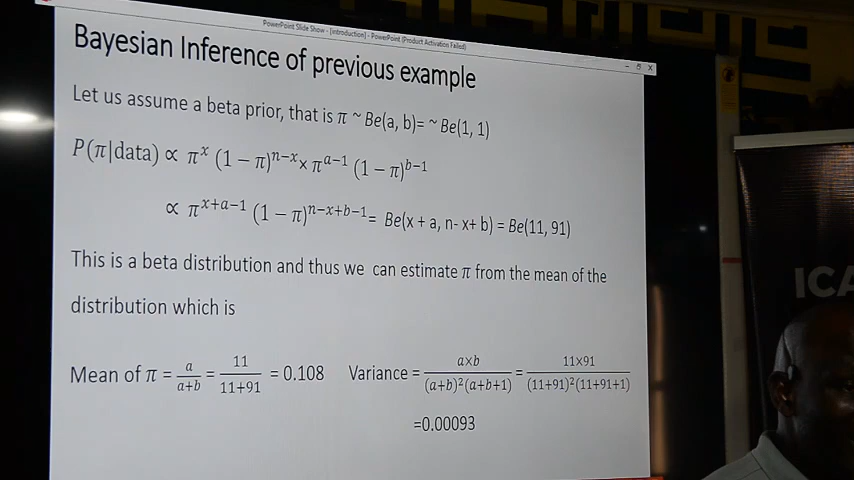 PowerPoint Slide Show - [introduction] - PowerPoint (Product Activation Failed)
Bayesian Inference of previous example
Let us assume a beta prior, that is π ~ Be(a, b)= ~ Be(1, 1)
P(π|data) ∝ π^x (1 − π)^{n−x} × π^{a−1} (1 − π)^{b−1}
∝ π^{x+a−1} (1 − π)^{n−x+b−1} = Be(x + a, n- x+ b) = Be(11, 91)
This is a beta distribution and thus we can estimate π from the mean of the
distribution which is
Mean of π = a/(a+b) = 11/(11+91) = 0.108 Variance = a×b/((a+b)²(a+b+1)) = 11×91/((11+91)²(11+91+1))
=0.00093
ICA